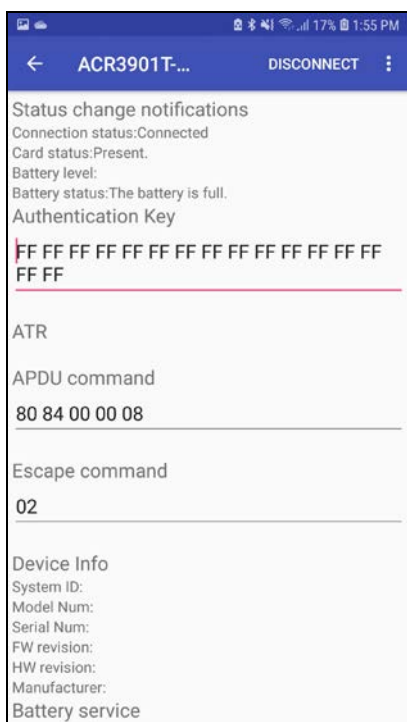 17% 1:55 PM
ACR3901T-... DISCONNECT
Status change notifications
Connection status:Connected
Card status:Present.
Battery level:
Battery status:The battery is full.
Authentication Key
FF FF FF FF FF FF FF FF FF FF FF FF FF FF
FF FF
ATR
APDU command
80 84 00 00 08
Escape command
02
Device Info
System ID:
Model Num:
Serial Num:
FW revision:
HW revision:
Manufacturer:
Battery service